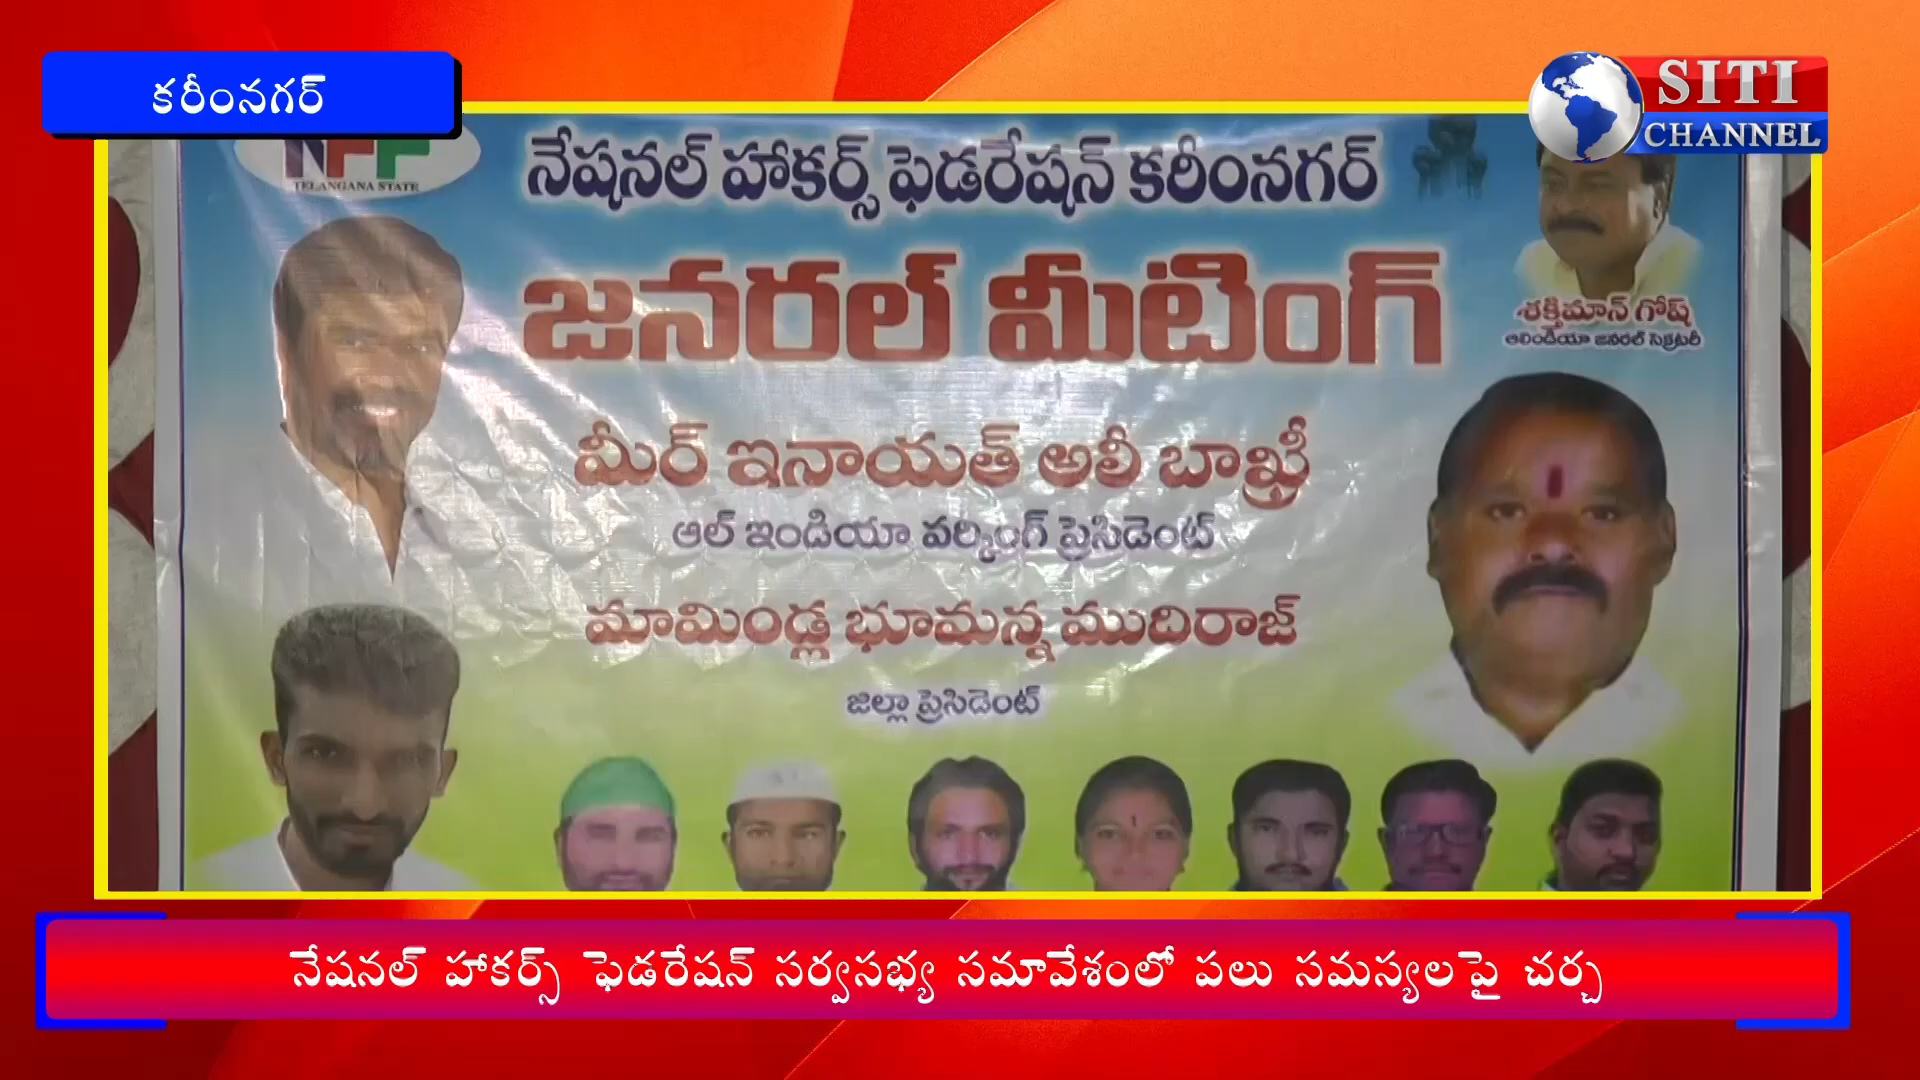 కరీంనగర్
SITI
CHANNEL
TELANGANA STATE
నేషనల్ హాకర్స్ ఫెడరేషన్ కరీంనగర్
జనరల్ మీటింగ్
శక్తిమాన్ గోష్
ఆలిండియా జనరల్ సెక్రటరీ
మీర్ ఇనాయత్ అలీ బాఖ్రీ
ఆల్ ఇండియా వర్కింగ్ ప్రెసిడెంట్
మామిండ్ల భూమన్న ముదిరాజ్
జిల్లా ప్రెసిడెంట్
నేషనల్ హాకర్స్ ఫెడరేషన్ సర్వసభ్య సమావేశంలో పలు సమస్యలపై చర్చ